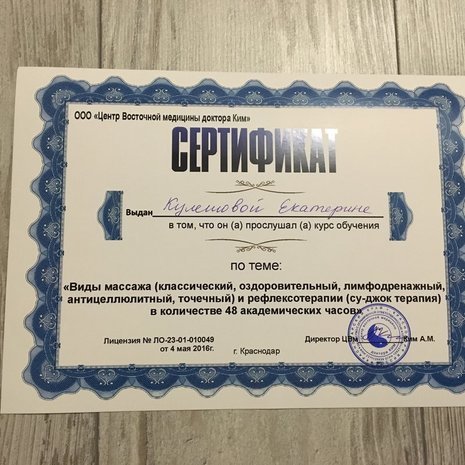 ООО «Центр Восточной медицины доктора Ким»
СЕРТИФИКАТ
Выдан Кулешовой Екатерине
в том, что он (а) прослушал (а) курс обучения
по теме:
«Виды массажа (классический, оздоровительный, лимфодренажный,
антицеллюлитный, точечный) и рефлексотерапии (су-джок терапия)
в количестве 48 академических часов»
Лицензия № ЛО-23-01-010049
от 4 мая 2016г.
г. Краснодар
Директор Ким А.М.